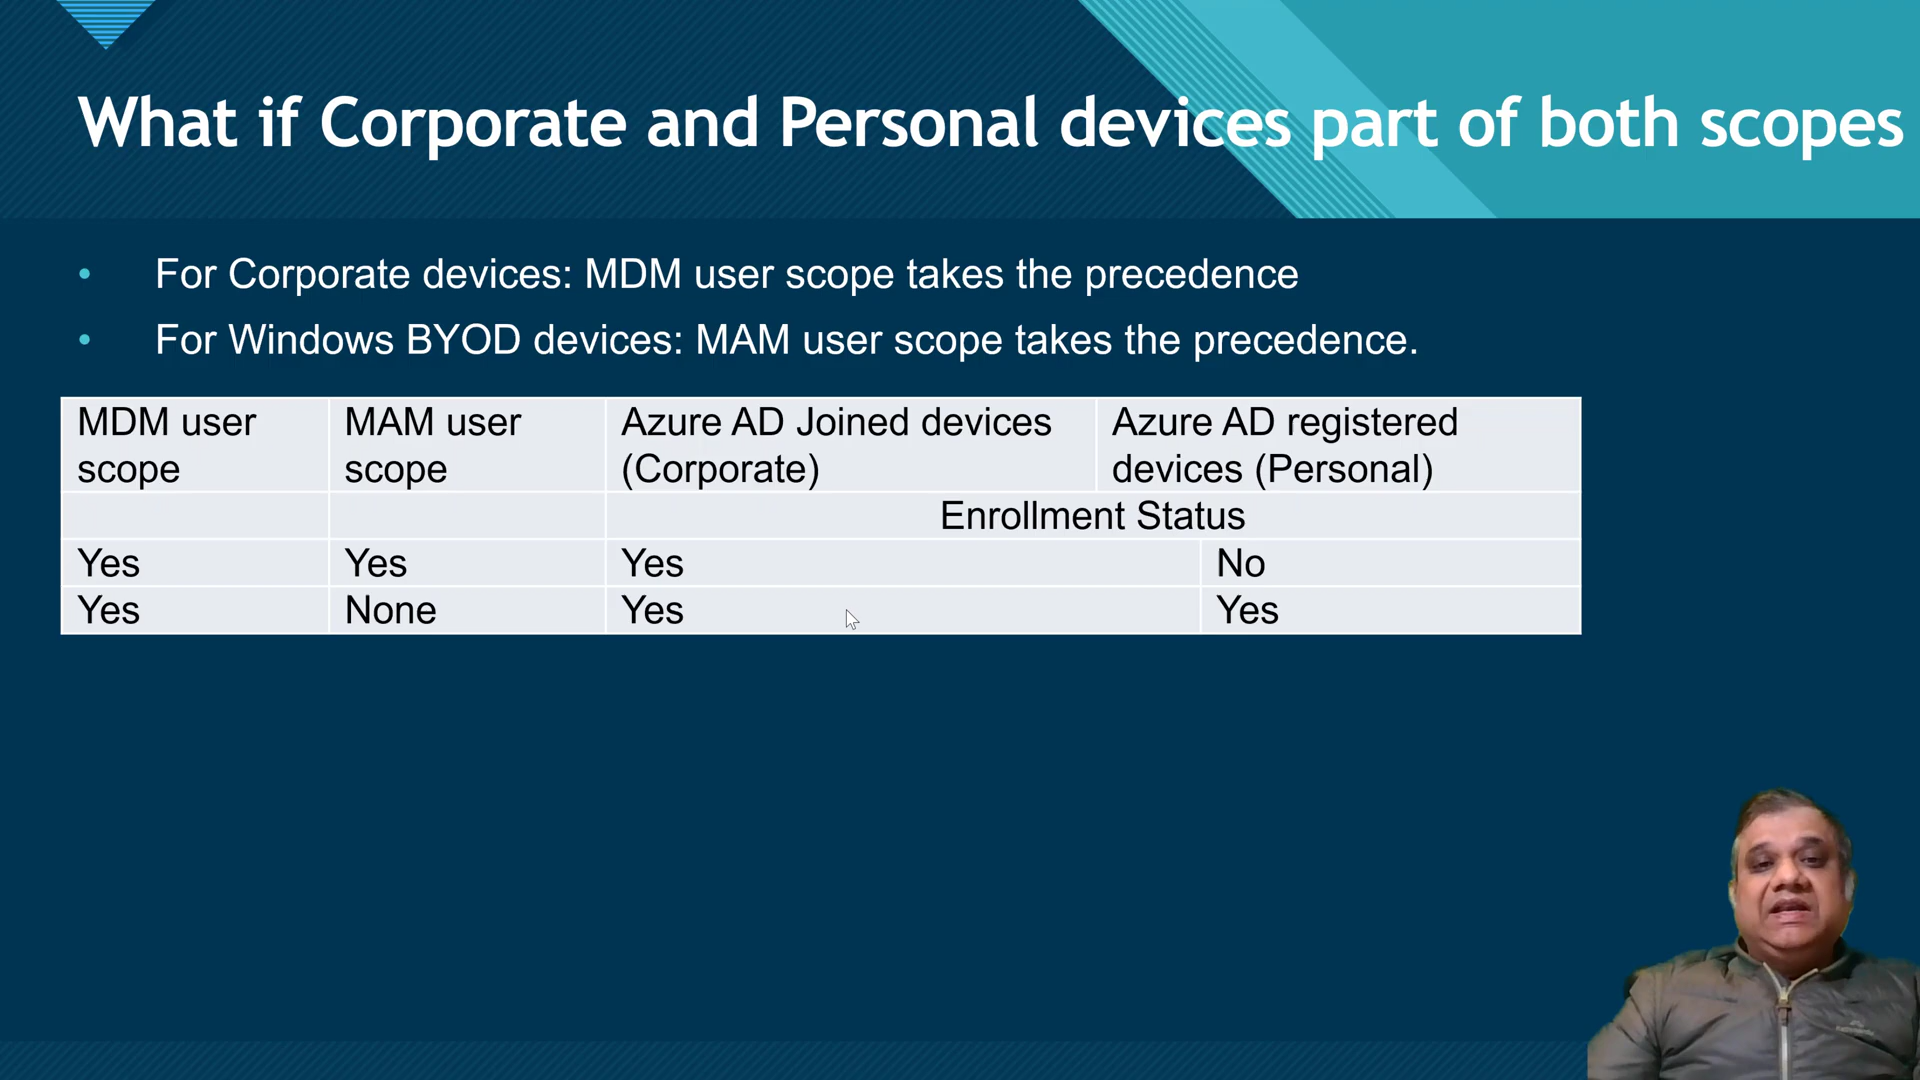 What if Corporate and Personal devices part of both scopes
• For Corporate devices: MDM user scope takes the precedence
• For Windows BYOD devices: MAM user scope takes the precedence.
MDM user scope
MAM user scope
Azure AD Joined devices (Corporate)
Azure AD registered devices (Personal)
Enrollment Status
Yes Yes Yes No
Yes None Yes Yes